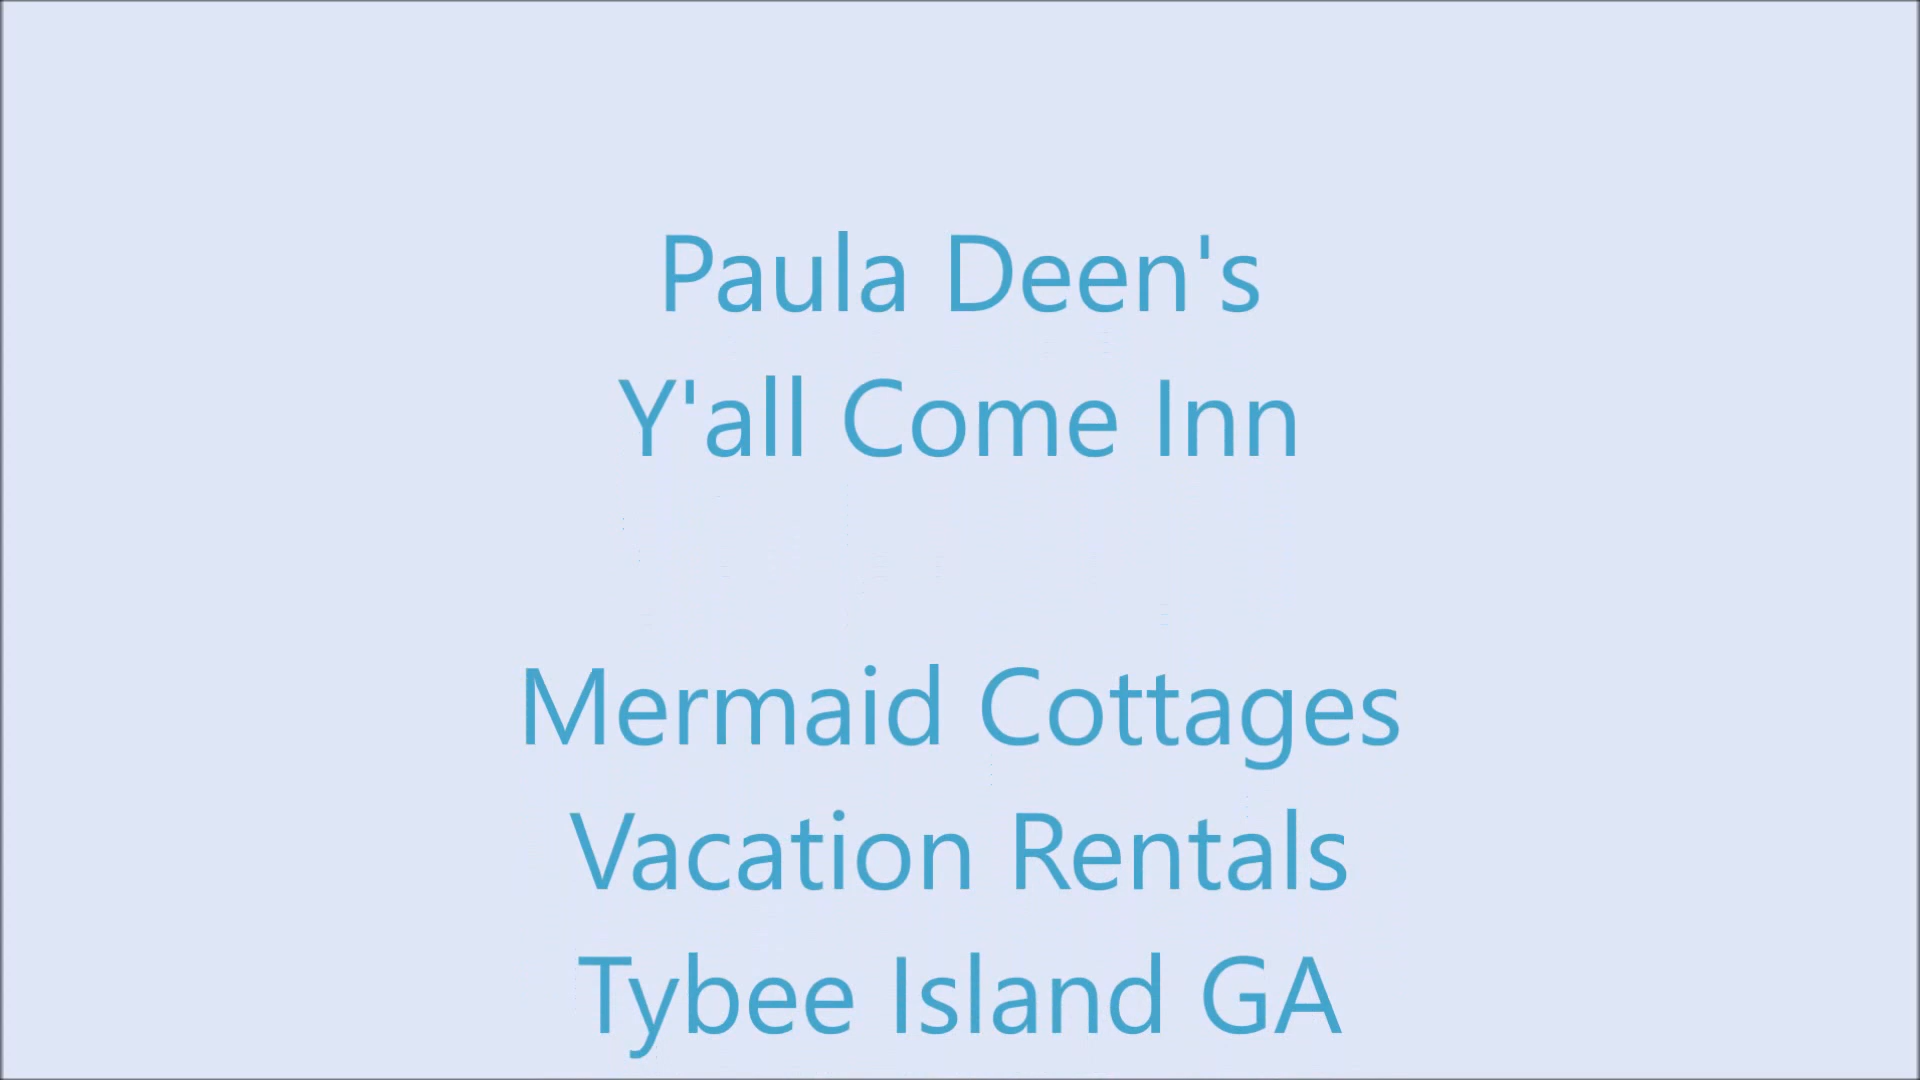 Paula Deen's
Y'all Come Inn
Mermaid Cottages
Vacation Rentals
Tybee Island GA